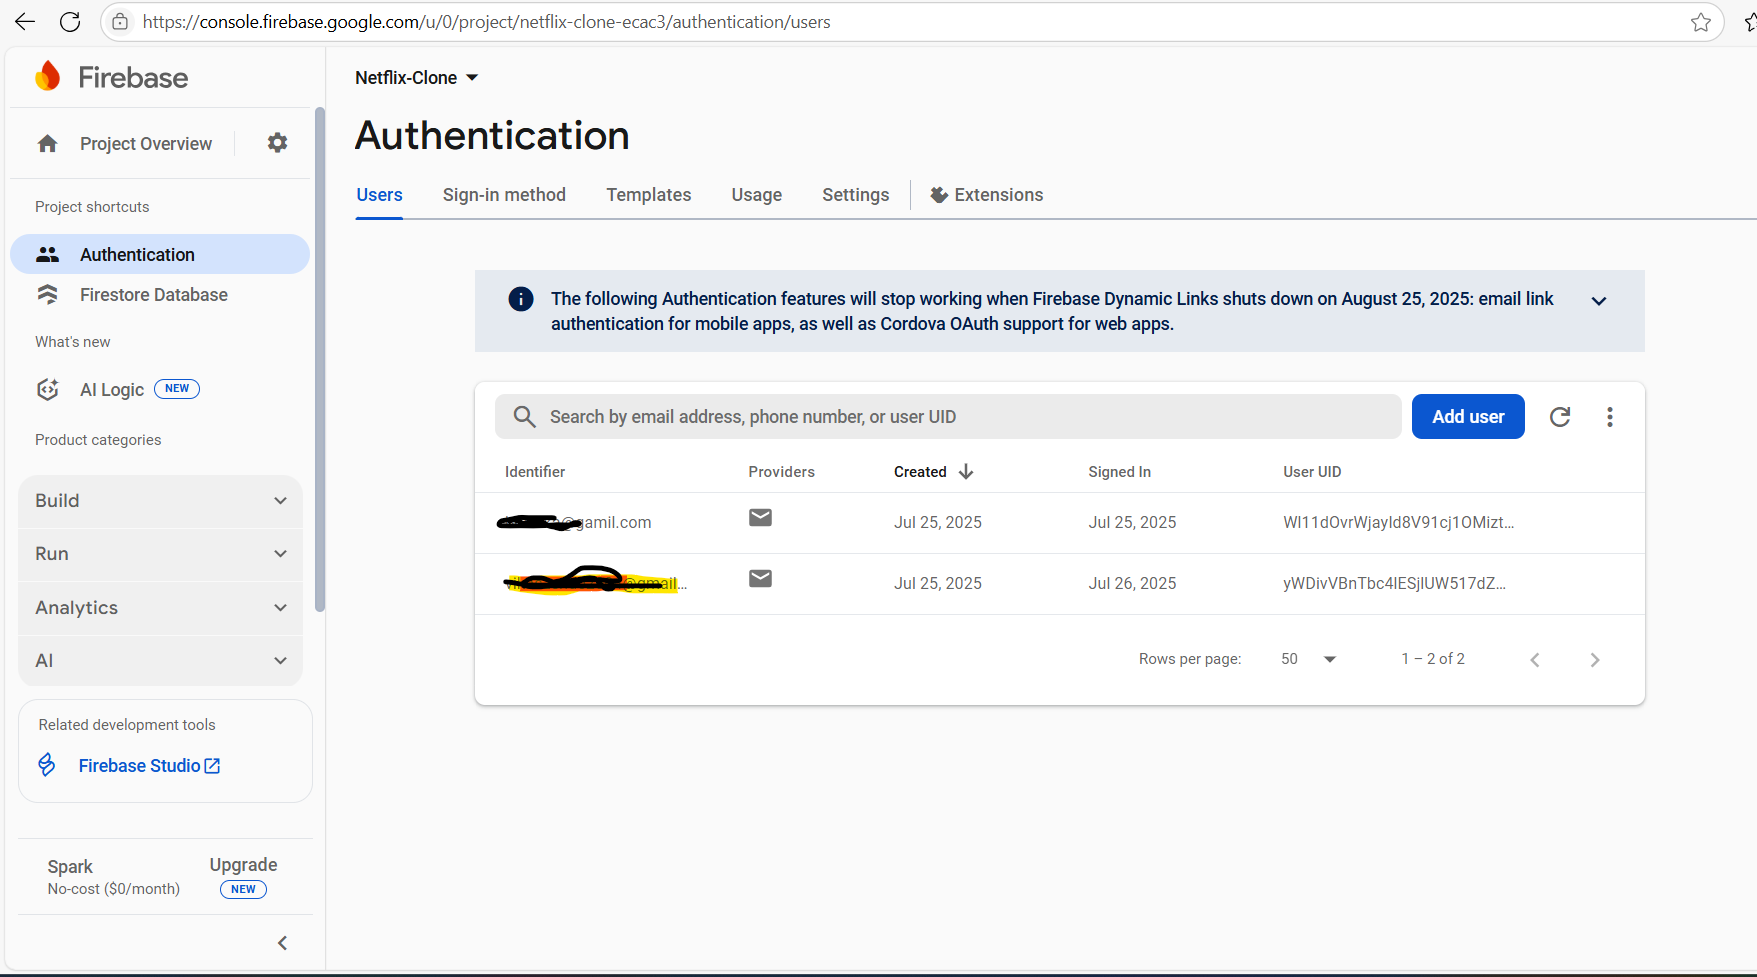 https://console.firebase.google.com/u/0/project/netflix-clone-ecac3/authentication/users
Firebase
Project Overview
Project shortcuts
Authentication
Firestore Database
What's new
AI Logic NEW
Product categories
Build
Run
Analytics
AI
Related development tools
Firebase Studio
Spark
No-cost ($0/month)
Upgrade
NEW
Netflix-Clone
Authentication
Users Sign-in method Templates Usage Settings Extensions
The following Authentication features will stop working when Firebase Dynamic Links shuts down on August 25, 2025: email link
authentication for mobile apps, as well as Cordova OAuth support for web apps.
Search by email address, phone number, or user UID Add user
Identifier Providers Created Signed In User UID
@gamil.com Jul 25, 2025 Jul 25, 2025 WI11dOvrWjayId8V91cj1OMizt...
@gmail... Jul 25, 2025 Jul 26, 2025 yWDivVBnTbc4lESjlUW517dZ...
Rows per page: 50 1 – 2 of 2